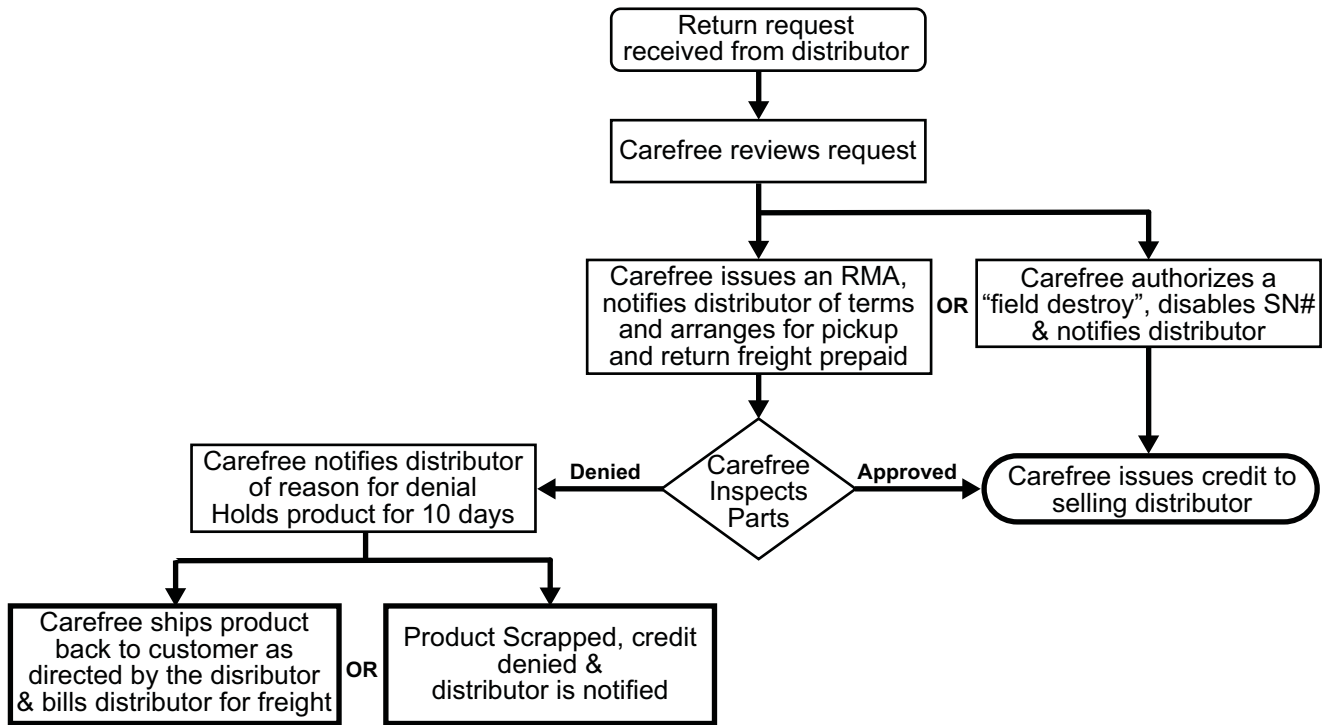 Return request
received from distributor
Carefree reviews request
Carefree issues an RMA,
notifies distributor of terms
and arranges for pickup
and return freight prepaid
OR
Carefree authorizes a
“field destroy”, disables SN#
& notifies distributor
Carefree notifies distributor
of reason for denial
Holds product for 10 days
Denied
Carefree
Inspects
Parts
Approved
Carefree issues credit to
selling distributor
Carefree ships product
back to customer as
directed by the disributor
& bills distributor for freight
OR
Product Scrapped, credit
denied &
distributor is notified